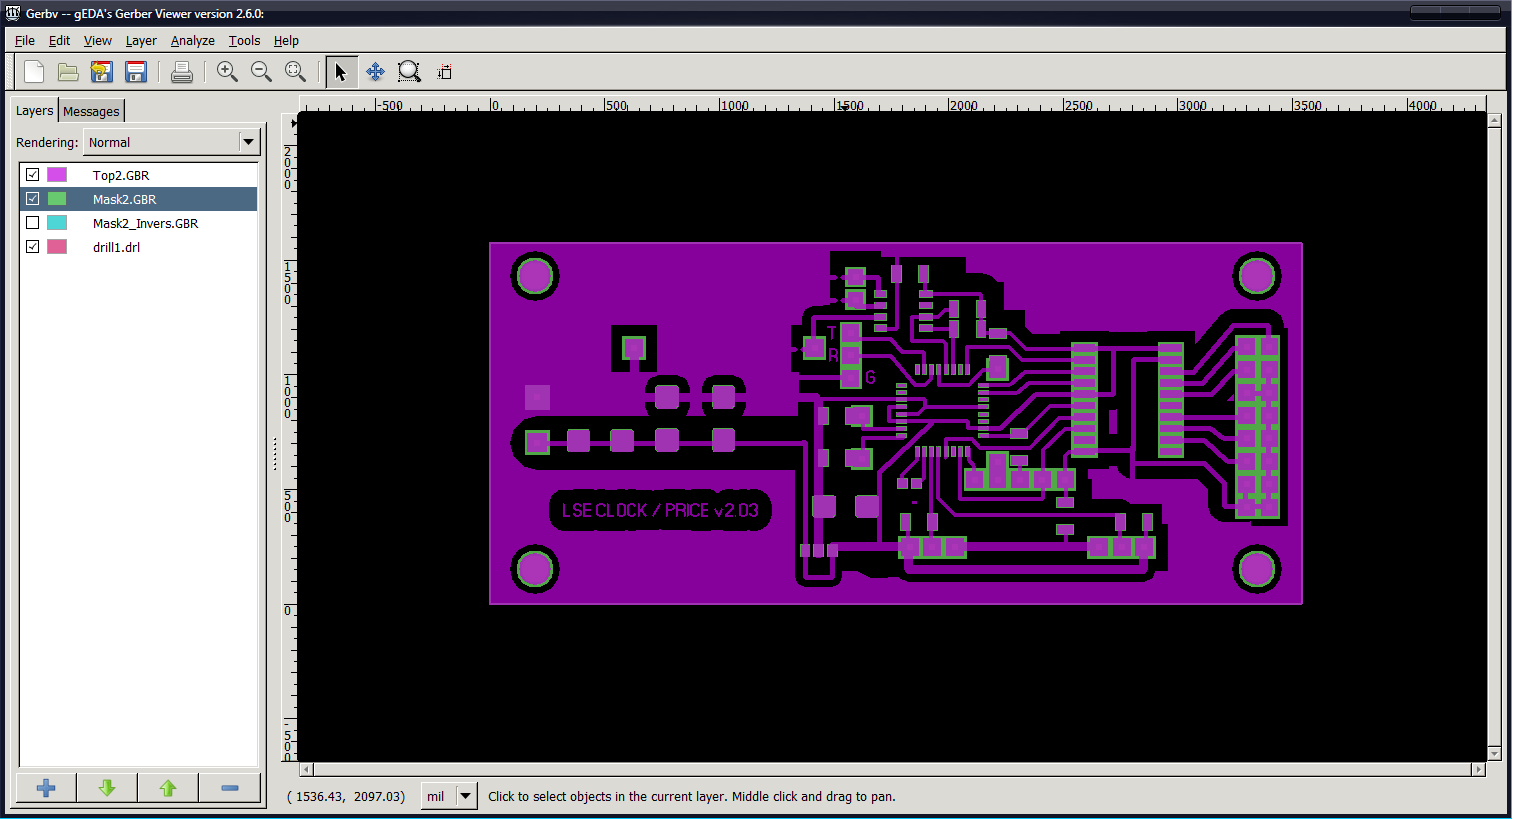 Gerbv -- gEDA's Gerber Viewer version 2.6.0:
File Edit View Layer Analyze Tools Help
Layers Messages
Rendering: Normal
Top2.GBR
Mask2.GBR
Mask2_Invers.GBR
drill1.drl
-500 0 500 1000 1500 2000 2500 3000 3500 4000
2000
1500
1000
500
0
-500
T
R
G
LSE CLOCK / PRICE v2.03
( 1536.43, 2097.03) mil Click to select objects in the current layer. Middle click and drag to pan.